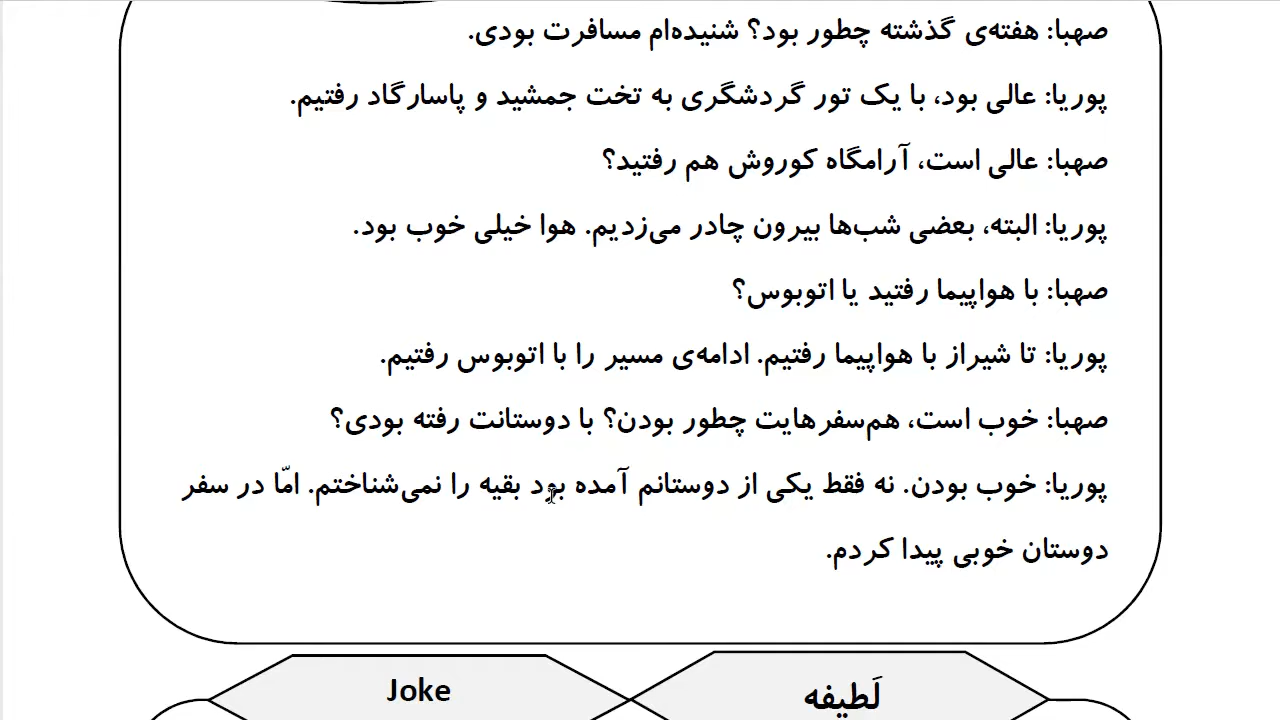 صهبا: هفته‌ی گذشته چطور بود؟ شنیده‌ام مسافرت بودی.
پوریا: عالی بود، با یک تور گردشگری به تخت جمشید و پاسارگاد رفتیم.
صهبا: عالی است، آرامگاه کوروش هم رفتید؟
پوریا: البته، بعضی شب‌ها بیرون چادر می‌زدیم. هوا خیلی خوب بود.
صهبا: با هواپیما رفتید یا اتوبوس؟
پوریا: تا شیراز با هواپیما رفتیم. ادامه‌ی مسیر را با اتوبوس رفتیم.
صهبا: خوب است، هم‌سفرهایت چطور بودن؟ با دوستانت رفته بودی؟
پوریا: خوب بودن. نه فقط یکی از دوستانم آمده بود بقیه را نمی‌شناختم. امّا در سفر
دوستان خوبی پیدا کردم.
لَطیفه
Joke